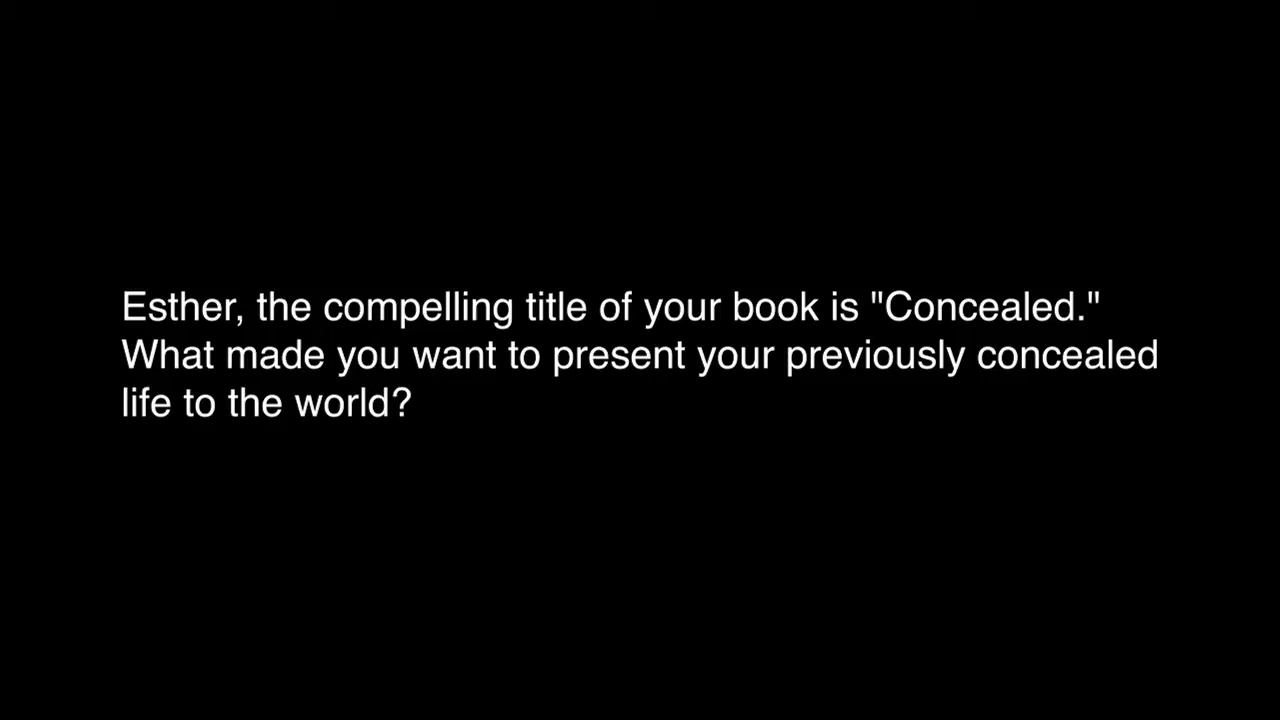 Esther, the compelling title of your book is "Concealed."
What made you want to present your previously concealed
life to the world?